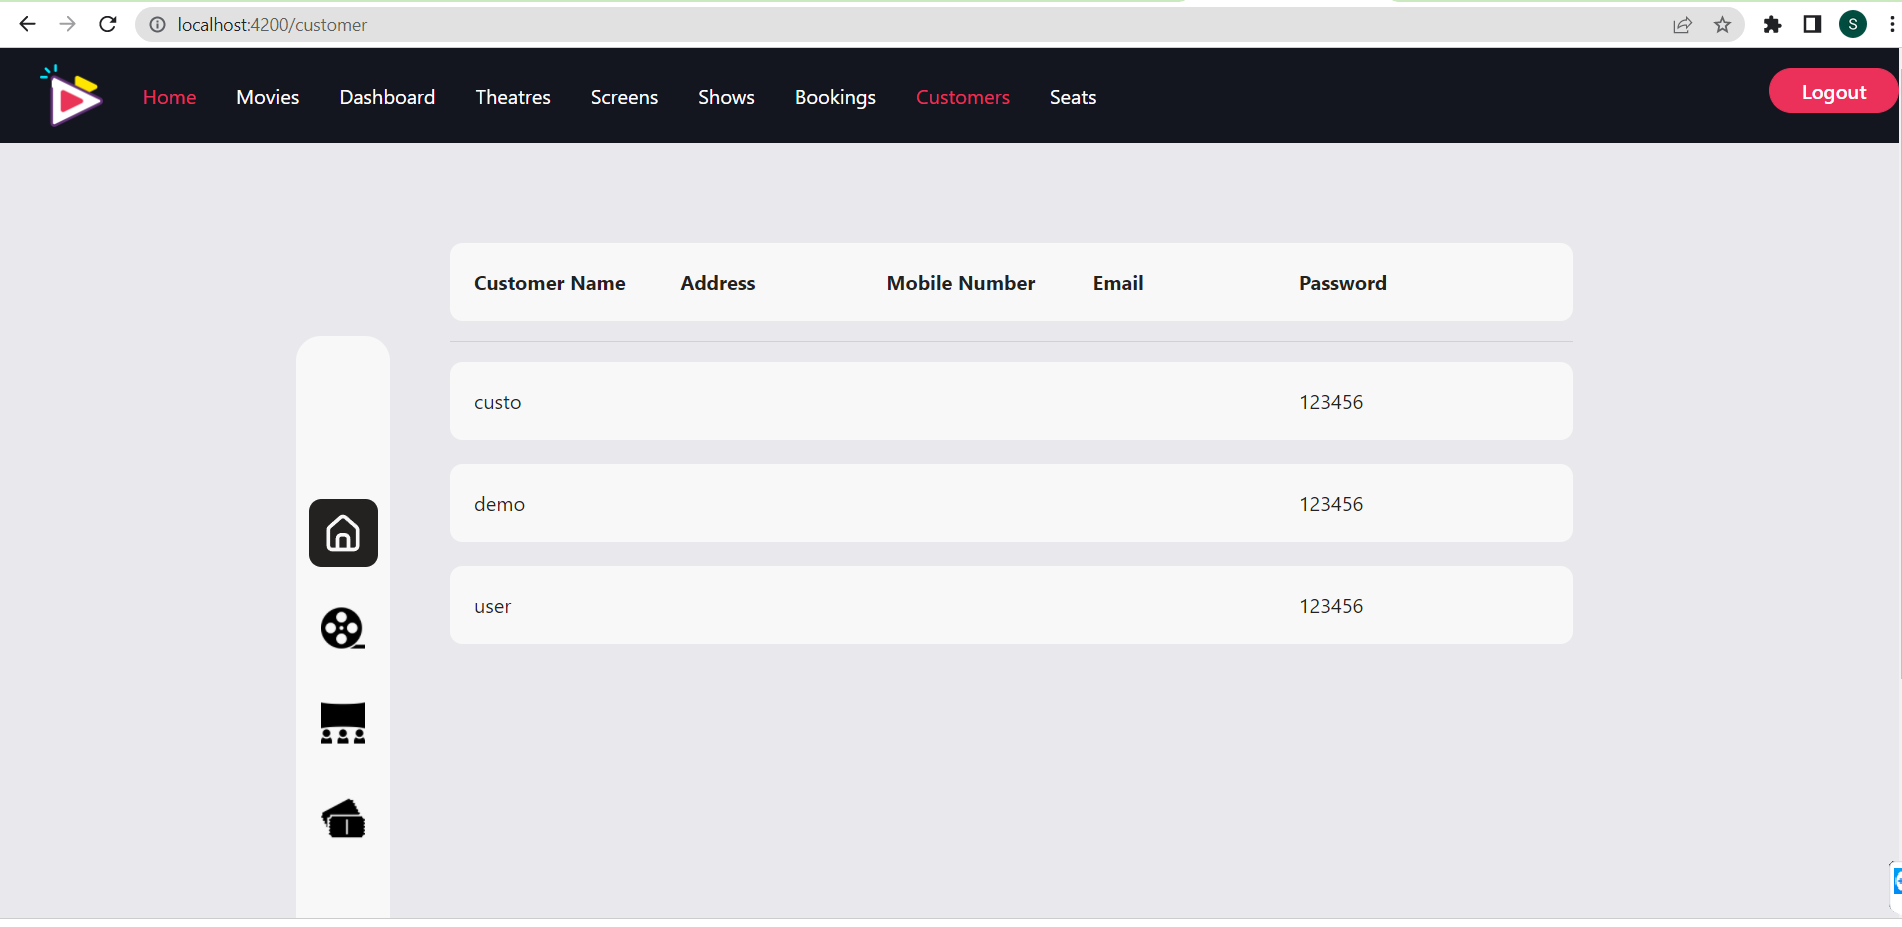 localhost:4200/customer
S
Home Movies Dashboard Theatres Screens Shows Bookings Customers Seats Logout
Customer Name Address Mobile Number Email Password
custo 123456
demo 123456
user 123456